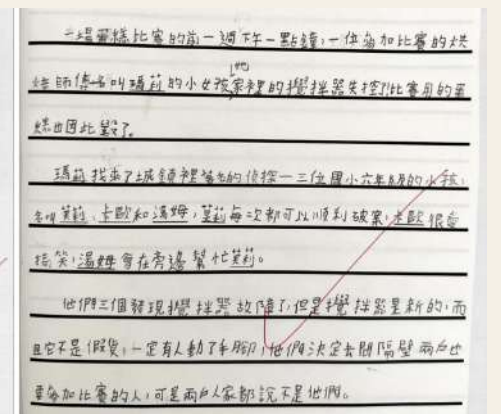 一場蛋糕比賽的前一週下午一點鐘,一位參加比賽的烘
焙師傅名叫瑪莉的小女孩,她家裡的攪拌器失控了!比賽用的蛋
糕也因此毀了。
瑪莉找來了城鎮裡著名的偵探—三位國小六年級的小孩,
名叫茉莉、卡歐和湯姆,茉莉每次都可以順利破案,卡歐很愛
搞笑,湯姆會在旁邊幫忙茉莉。
他們三個發現攪拌器故障了,但是攪拌器是新的,而
且它不是假貨,一定有人動了手腳,他們決定去問隔壁兩戶也
要參加比賽的人,可是兩戶人家都說不是他們。